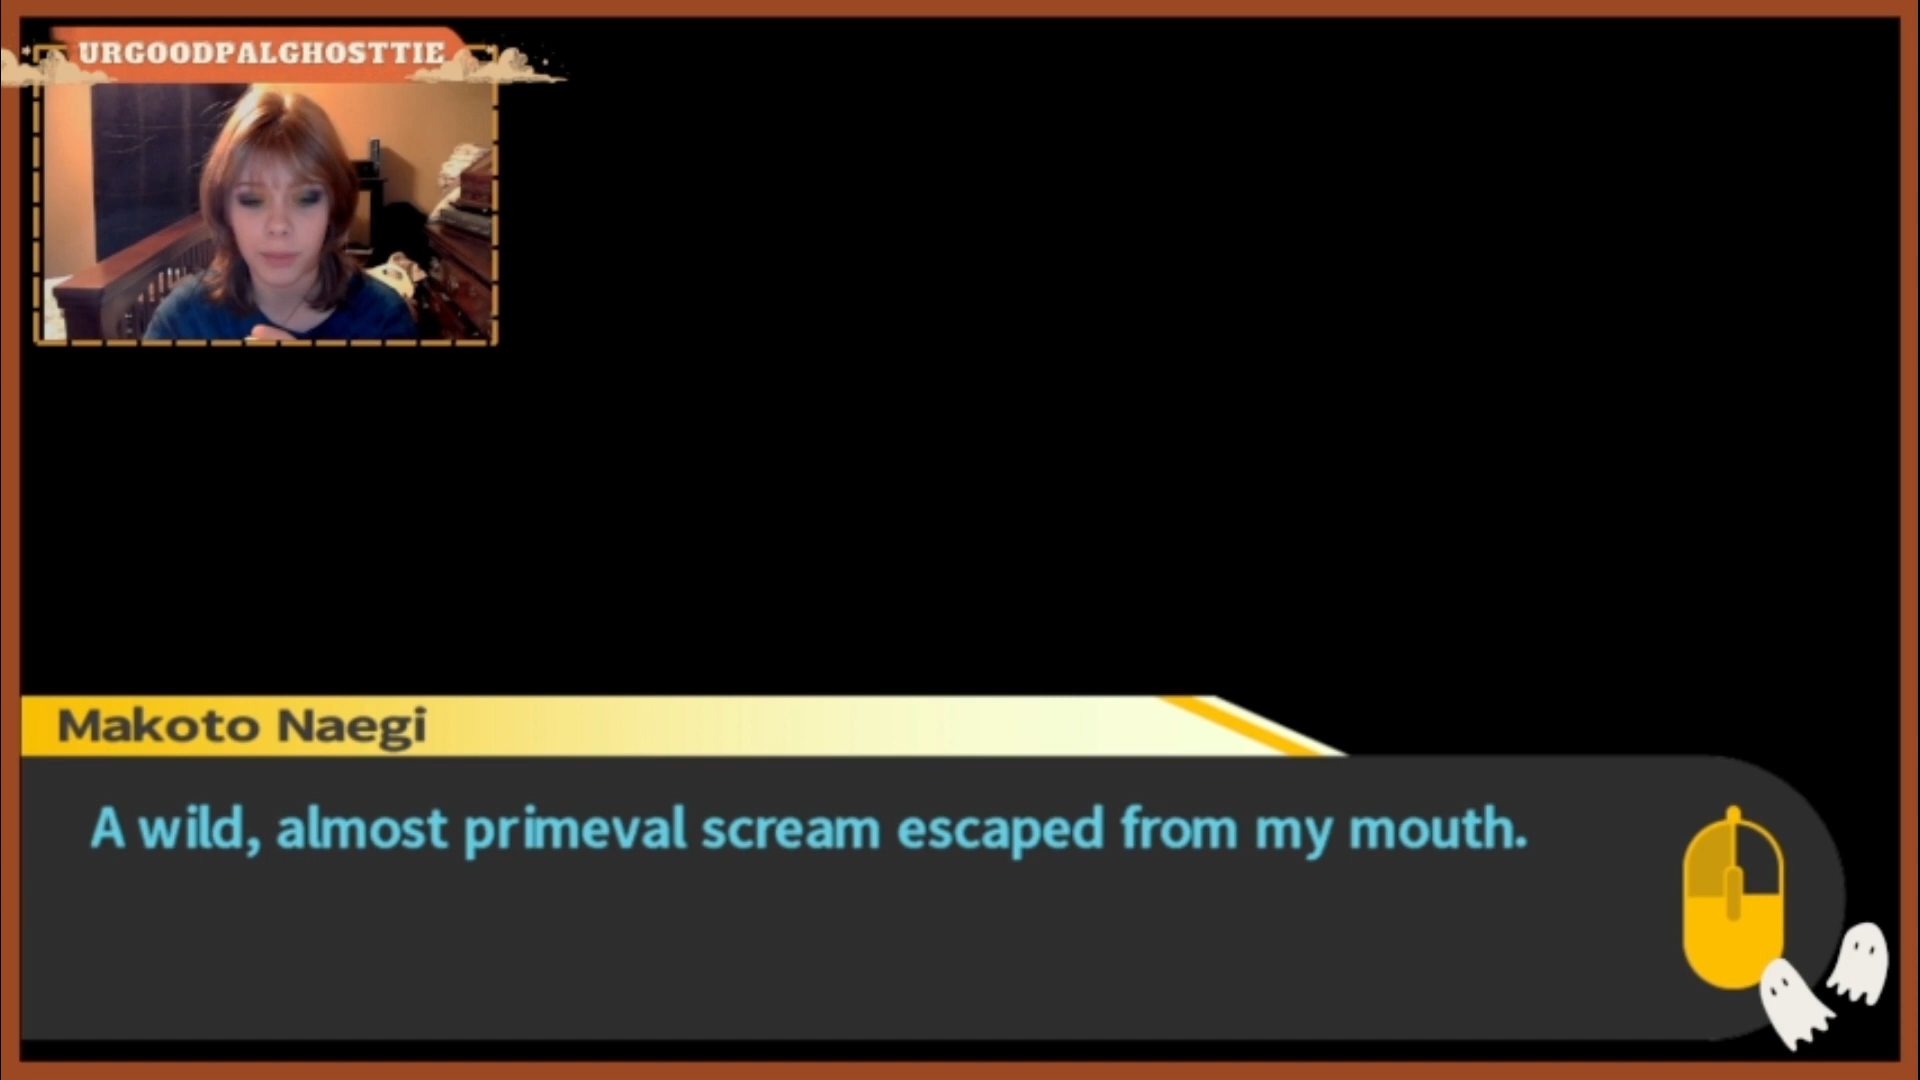 URGOODPALGHOSTTIE
Makoto Naegi
A wild, almost primeval scream escaped from my mouth.